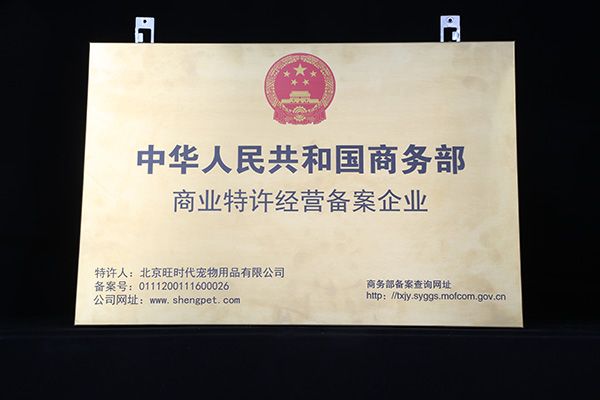 中华人民共和国商务部
商业特许经营备案企业
特许人：北京旺时代宠物用品有限公司
备案号：0111200111600026
公司网址：www.shengpet.com
商务部备案查询网址
http：//txjy.syggs.mofcom.gov.cn